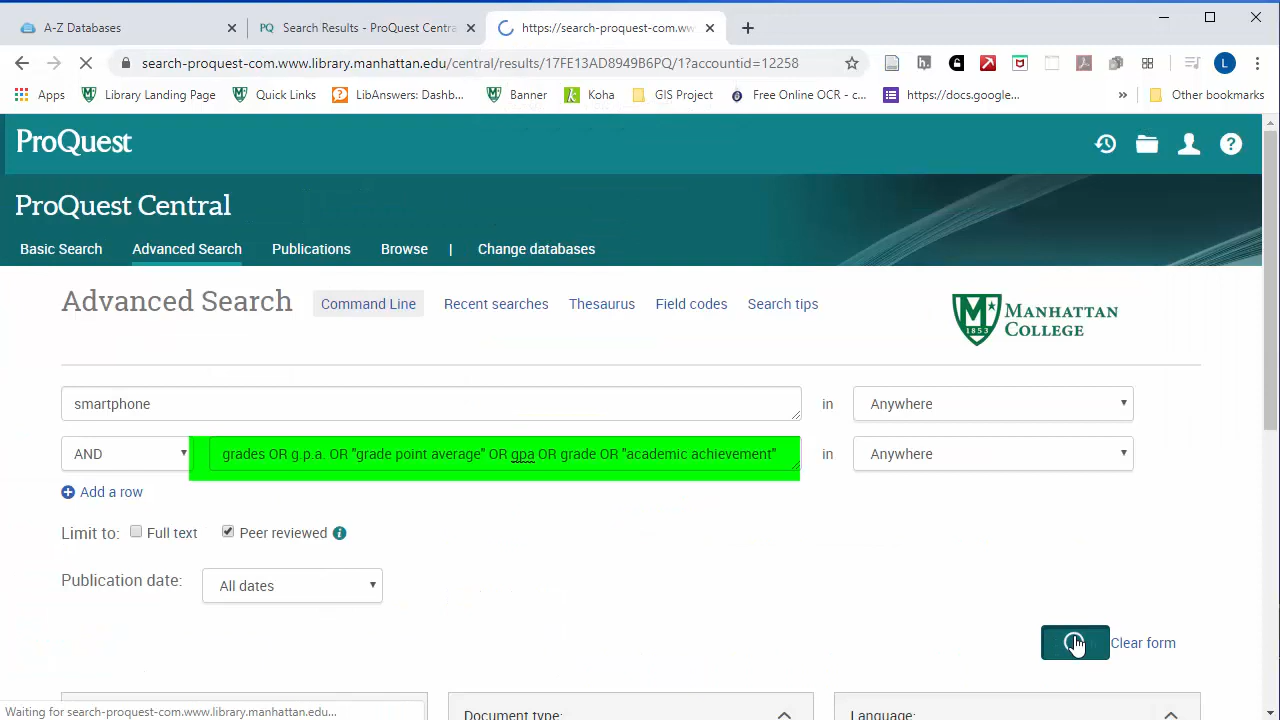 A-Z Databases
PQ Search Results - ProQuest Centra
https://search-proquest-com.ww
search-proquest-com.www.library.manhattan.edu/central/results/17FE13AD8949B6PQ/1?accountid=12258
Apps Library Landing Page Quick Links LibAnswers: Dashb... Banner Koha GIS Project Free Online OCR - c... https://docs.google... » Other bookmarks
ProQuest
ProQuest Central
Basic Search Advanced Search Publications Browse | Change databases
Advanced Search Command Line Recent searches Thesaurus Field codes Search tips
MANHATTAN
COLLEGE
1853
smartphone in Anywhere
AND grades OR g.p.a. OR "grade point average" OR gpa OR grade OR "academic achievement" in Anywhere
Add a row
Limit to: Full text Peer reviewed
Publication date: All dates
Clear form
Waiting for search-proquest-com.www.library.manhattan.edu...
Document type:
Language: